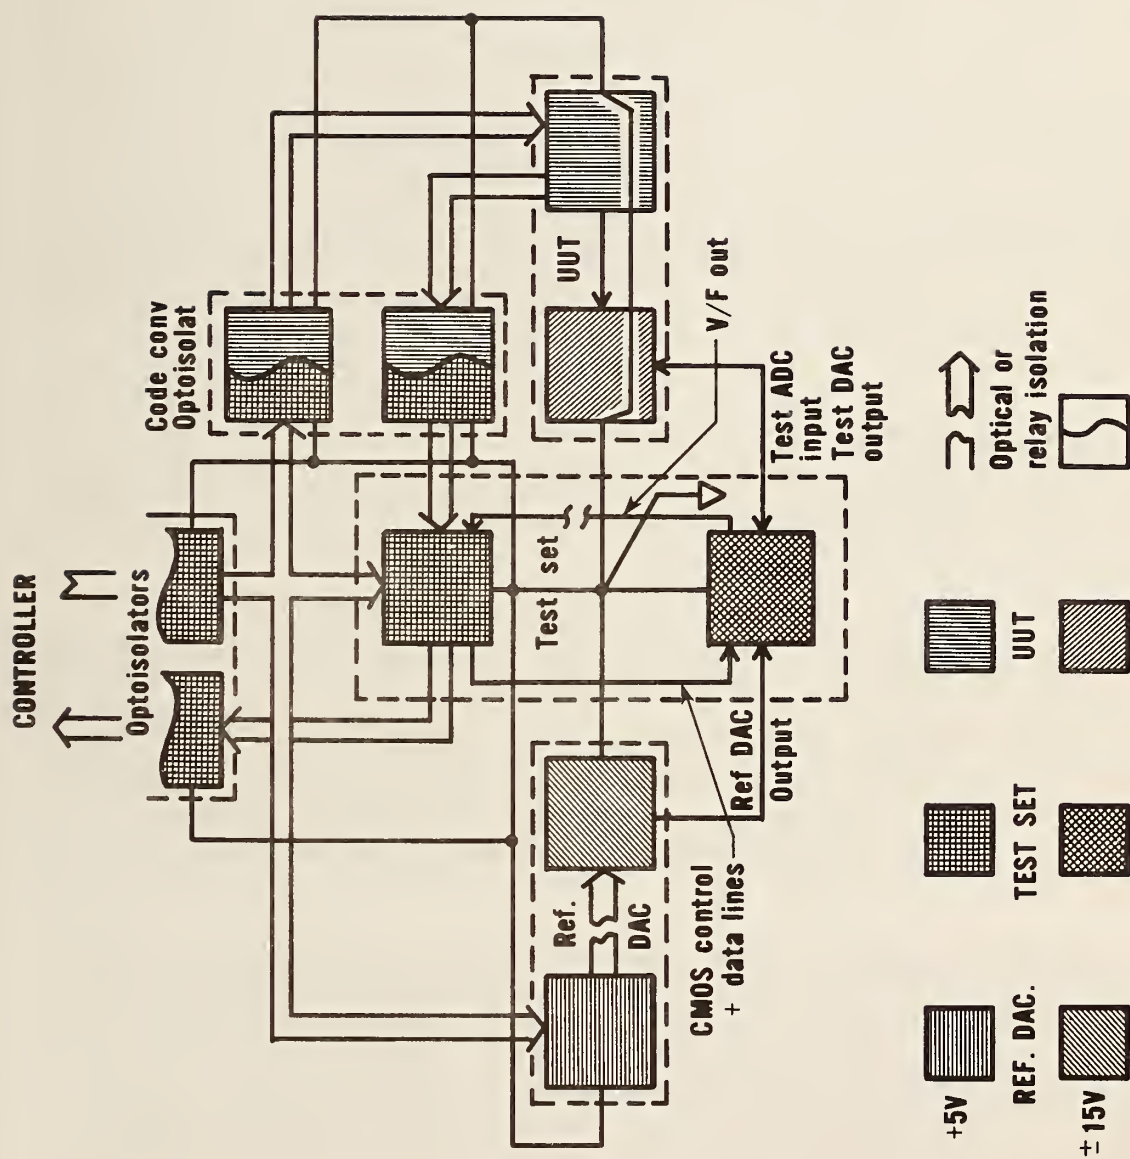 CONTROLLER
Optoisolators
Code conv
Optoisolat
UUT
V/F out
Test set
Test ADC
input
Test DAC
output
Ref.
DAC
Ref DAC
Output
CMOS control
+ data lines
+5V
REF. DAC.
TEST SET
UUT
± 15V
Optical or
relay isolation